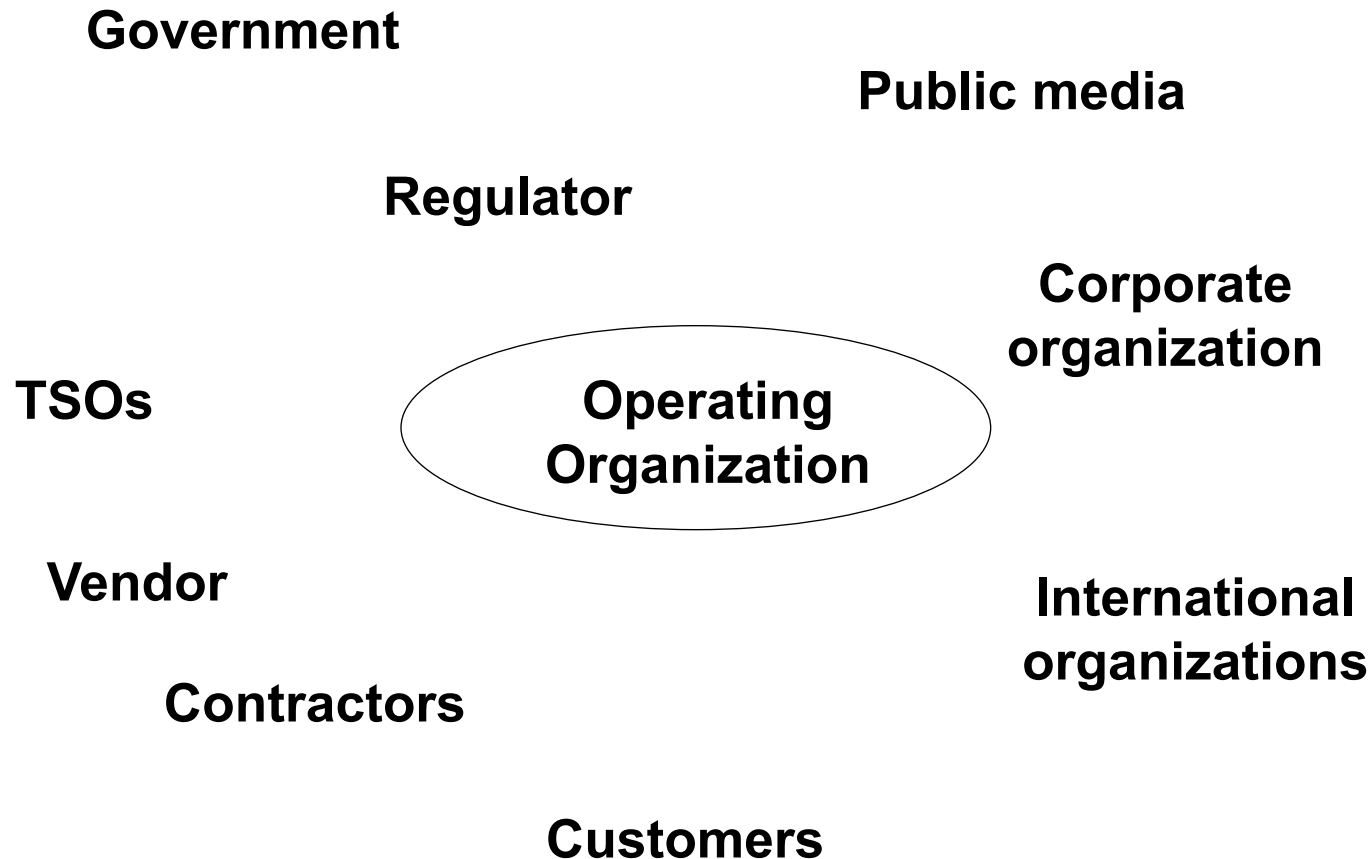 Government
Public media
Regulator
Corporate
organization
TSOs
Operating
Organization
Vendor
International
organizations
Contractors
Customers